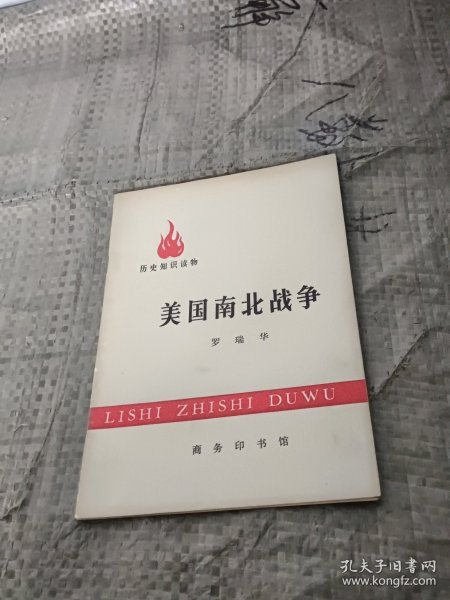 历史知识读物
美国南北战争
罗瑞华
LISHI ZHISHI DUWU
商务印书馆
孔夫子旧书网
www.kongfz.com